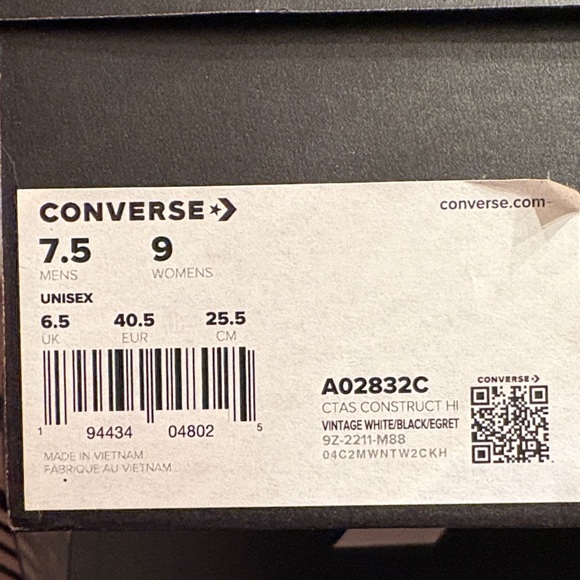 CONVERSE
converse.com
7.5 9
MENS WOMENS
UNISEX
6.5 40.5 25.5
UK EUR CM
1 94434 04802 5
MADE IN VIETNAM
FABRIQUE AU VIETNAM
A02832C
CTAS CONSTRUCT HI
VINTAGE WHITE/BLACK/EGRET
9Z-2211-M88
04C2MWNTW2CKH
CONVERSE